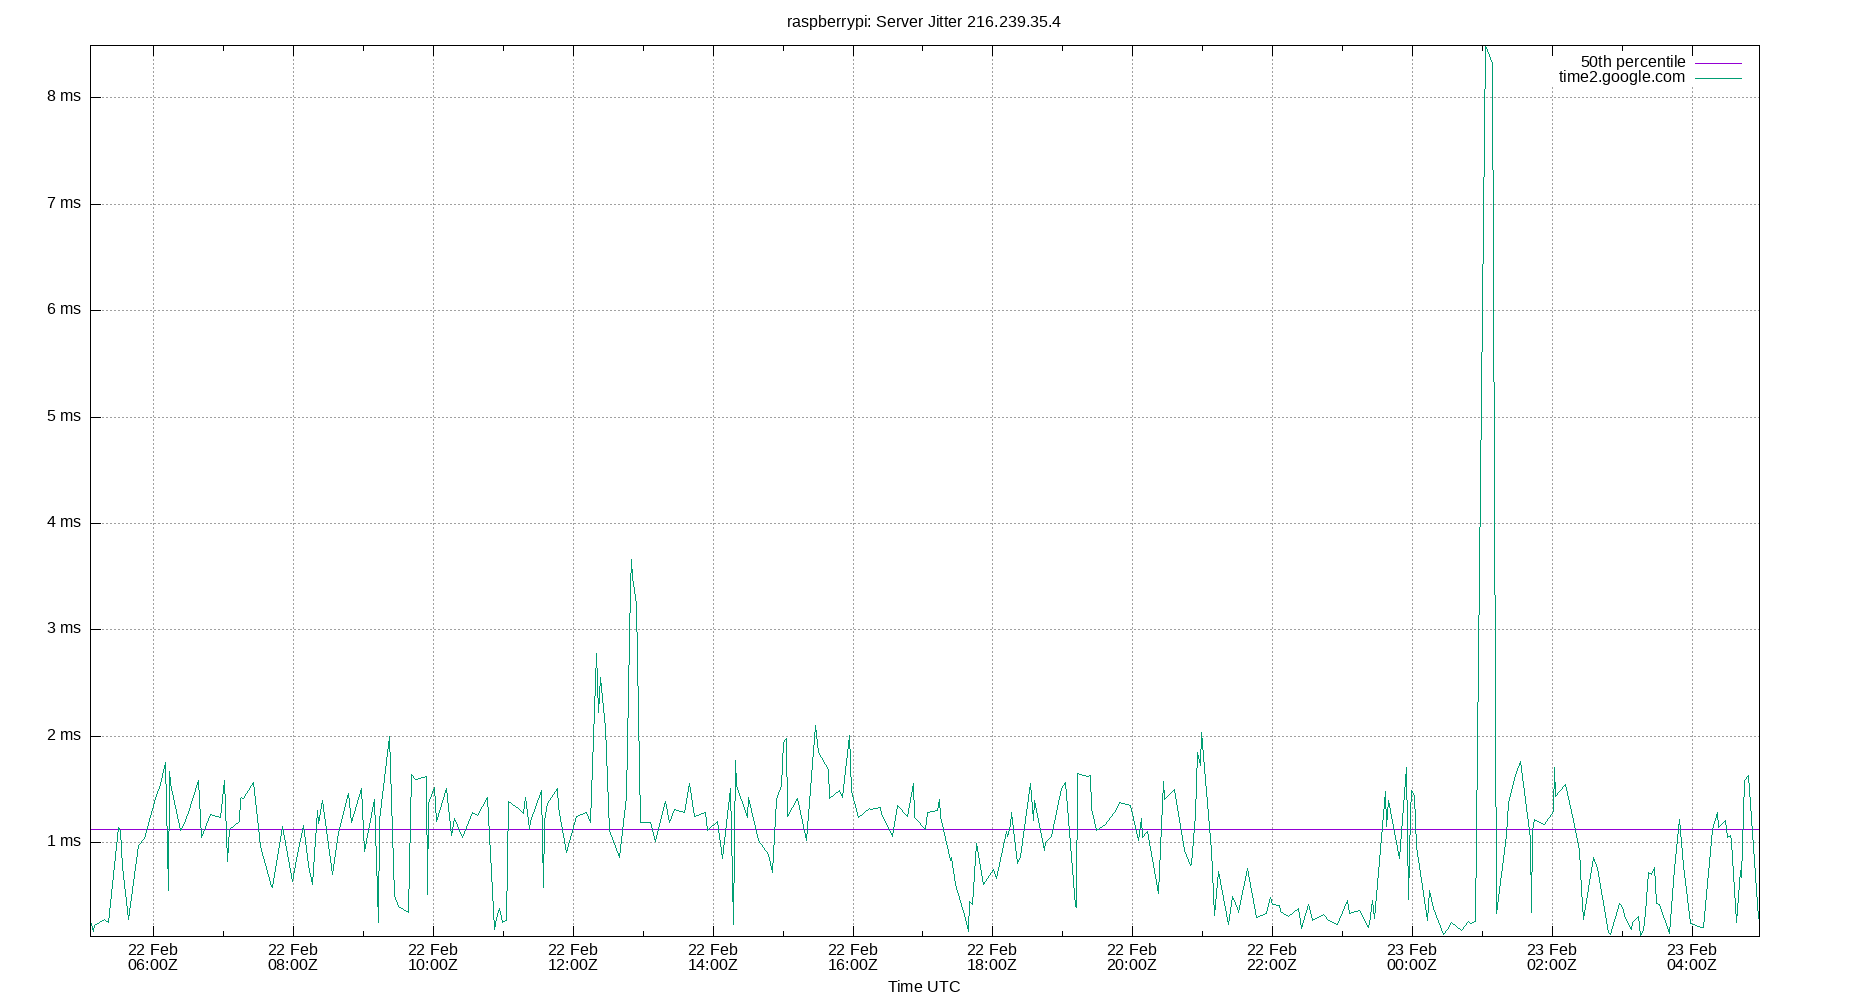 raspberrypi: Server Jitter 216.239.35.4
50th percentile
time2.google.com
8 ms
7 ms
6 ms
5 ms
4 ms
3 ms
2 ms
1 ms
22 Feb 22 Feb 22 Feb 22 Feb 22 Feb 22 Feb 22 Feb 22 Feb 22 Feb 23 Feb 23 Feb 23 Feb
06:00Z 08:00Z 10:00Z 12:00Z 14:00Z 16:00Z 18:00Z 20:00Z 22:00Z 00:00Z 02:00Z 04:00Z
Time UTC